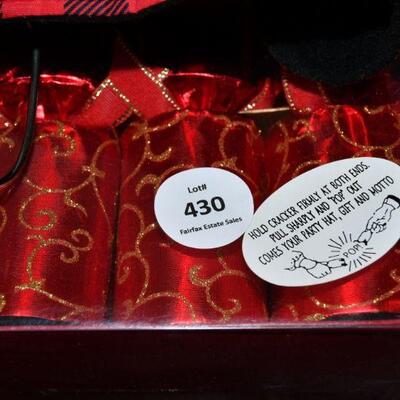 Lot#
430
Fairfax Estate Sales
HOLD CRACKER FIRMLY AT BOTH ENDS.
PULL SHARPLY AND "POP" OUT
COMES YOUR PARTY HAT, GIFT AND MOTTO
POP!